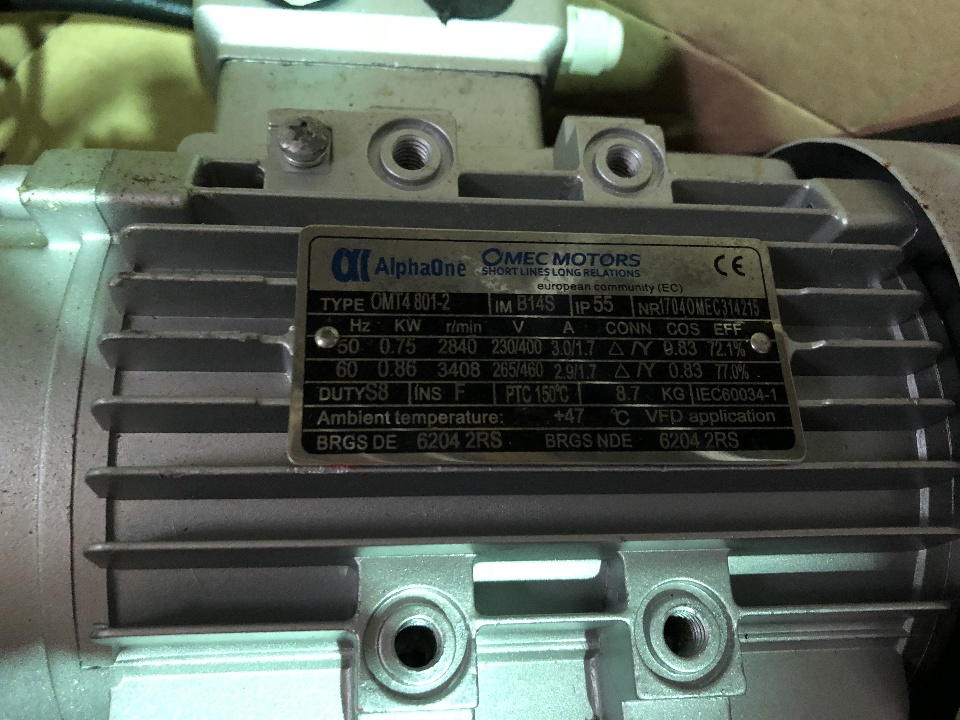 AlphaOne OMEC MOTORS CE
SHORT LINES LONG RELATIONS
european community (EC)
TYPE OMT4 801-2 IM B14S IP 55 NR 1704OMEC314215
Hz KW r/min V A CONN COS EFF
50 0.75 2840 230/400 3.0/1.7 △/Y 0.83 72.1%
60 0.86 3408 265/460 2.9/1.7 △/Y 0.83 77.0%
DUTY S8 INS F PTC 150℃ 8.7 KG IEC60034-1
Ambient temperature: +47 ℃ VFD application
BRGS DE 6204 2RS BRGS NDE 6204 2RS